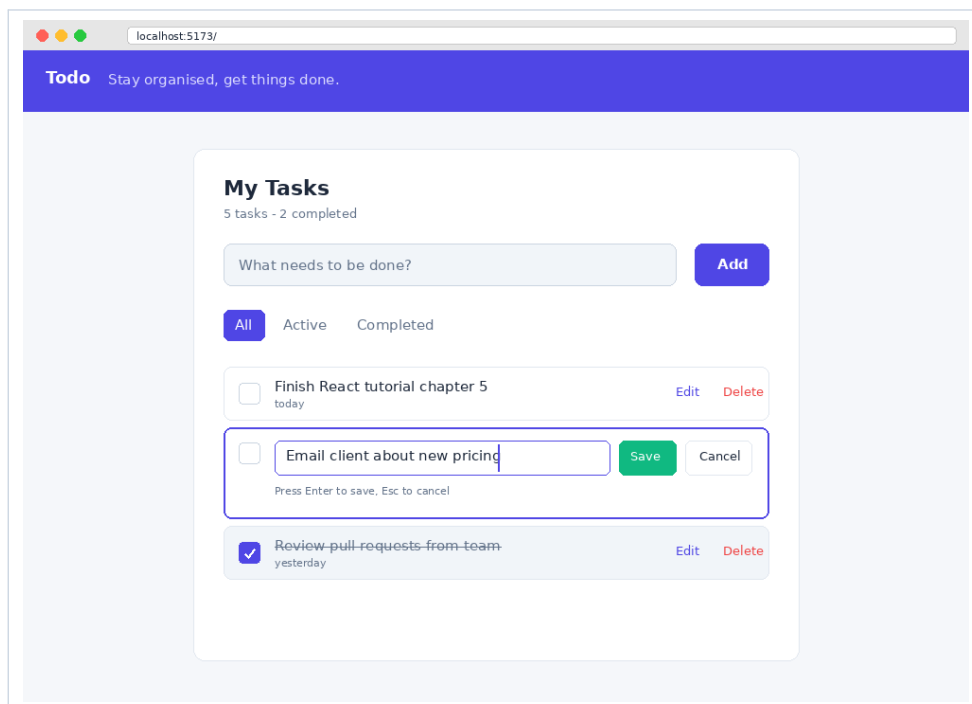 localhost:5173/
Todo Stay organised, get things done.
My Tasks
5 tasks - 2 completed
What needs to be done? Add
All Active Completed
Finish React tutorial chapter 5 Edit Delete
today
Email client about new pricing Save Cancel
Press Enter to save, Esc to cancel
Review pull requests from team Edit Delete
yesterday